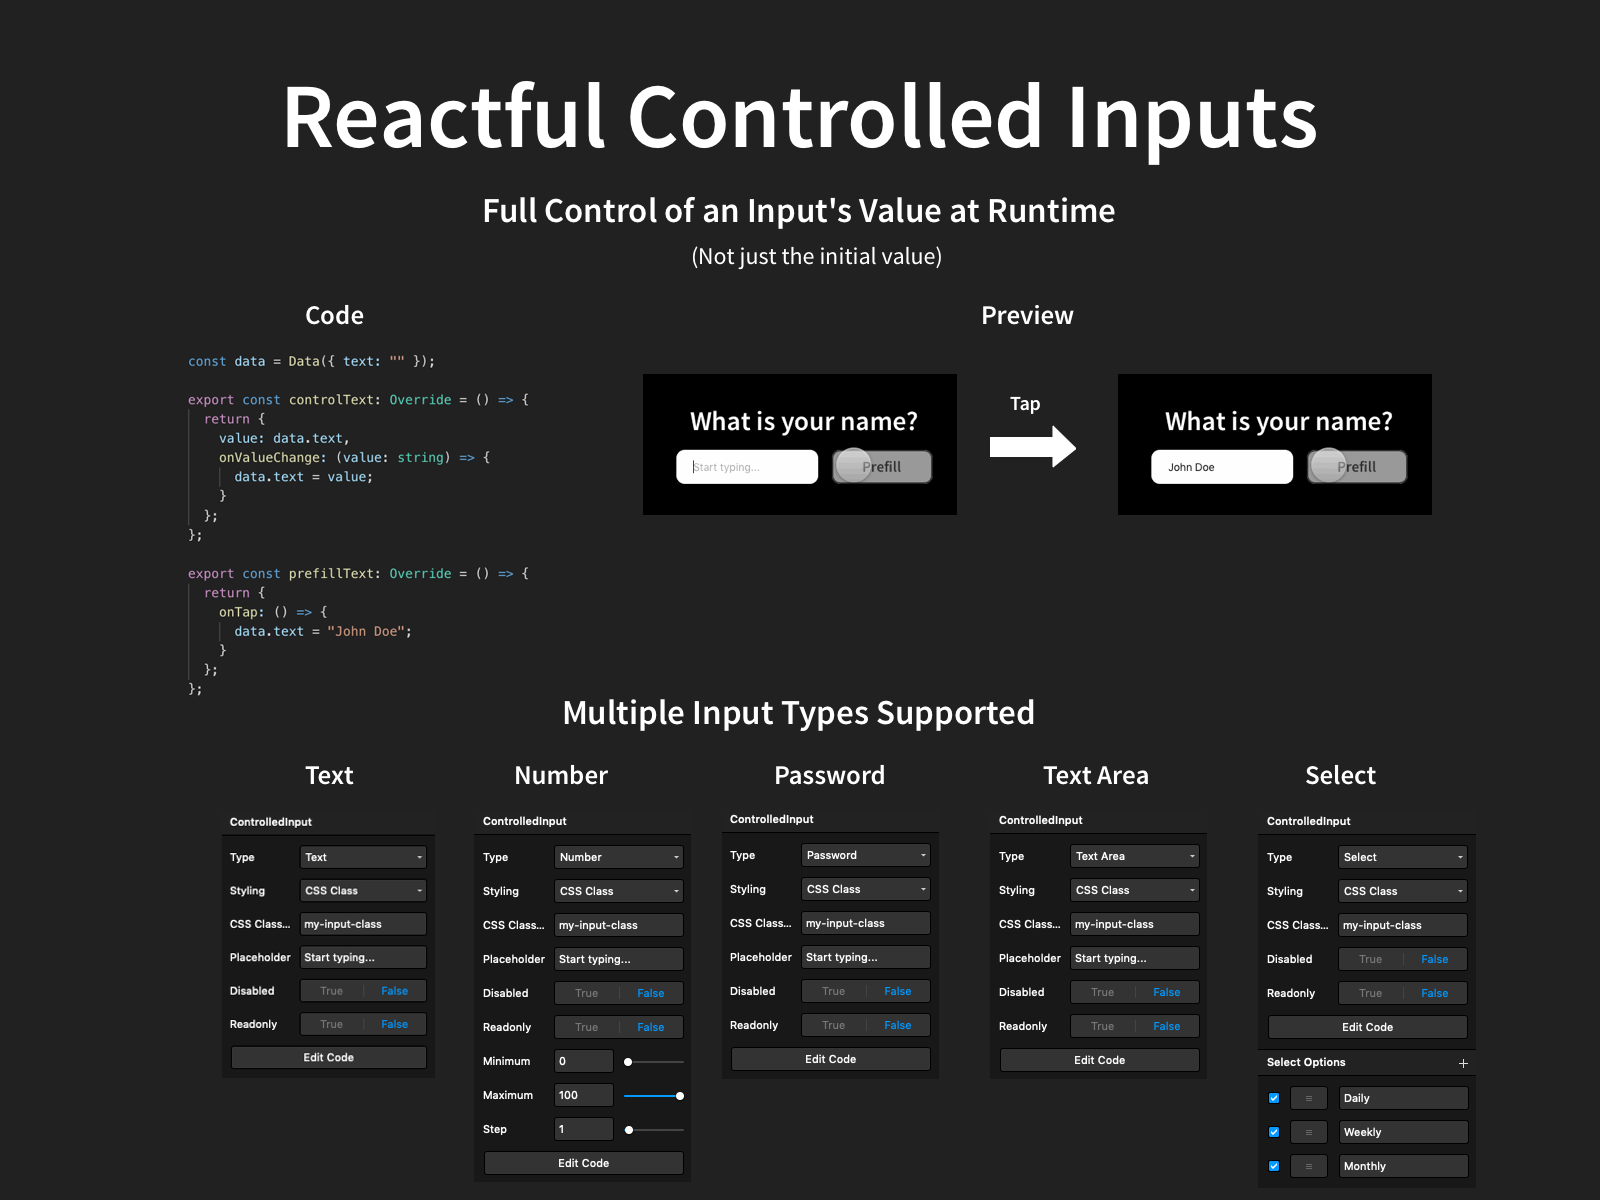 Reactful Controlled Inputs
Full Control of an Input's Value at Runtime
(Not just the initial value)
Code
const data = Data({ text: "" });
export const controlText: Override = () => {
return {
value: data.text,
onValueChange: (value: string) => {
data.text = value;
}
};
};
export const prefillText: Override = () => {
return {
onTap: () => {
data.text = "John Doe";
}
};
};
Preview
What is your name?
Start typing...
Prefill
Tap
What is your name?
John Doe
Prefill
Multiple Input Types Supported
Text
ControlledInput
Type Text
Styling CSS Class
CSS Class... my-input-class
Placeholder Start typing...
Disabled True False
Readonly True False
Edit Code
Number
ControlledInput
Type Number
Styling CSS Class
CSS Class... my-input-class
Placeholder Start typing...
Disabled True False
Readonly True False
Minimum 0
Maximum 100
Step 1
Edit Code
Password
ControlledInput
Type Password
Styling CSS Class
CSS Class... my-input-class
Placeholder Start typing...
Disabled True False
Readonly True False
Edit Code
Text Area
ControlledInput
Type Text Area
Styling CSS Class
CSS Class... my-input-class
Placeholder Start typing...
Disabled True False
Readonly True False
Edit Code
Select
ControlledInput
Type Select
Styling CSS Class
CSS Class... my-input-class
Disabled True False
Readonly True False
Edit Code
Select Options +
Daily
Weekly
Monthly